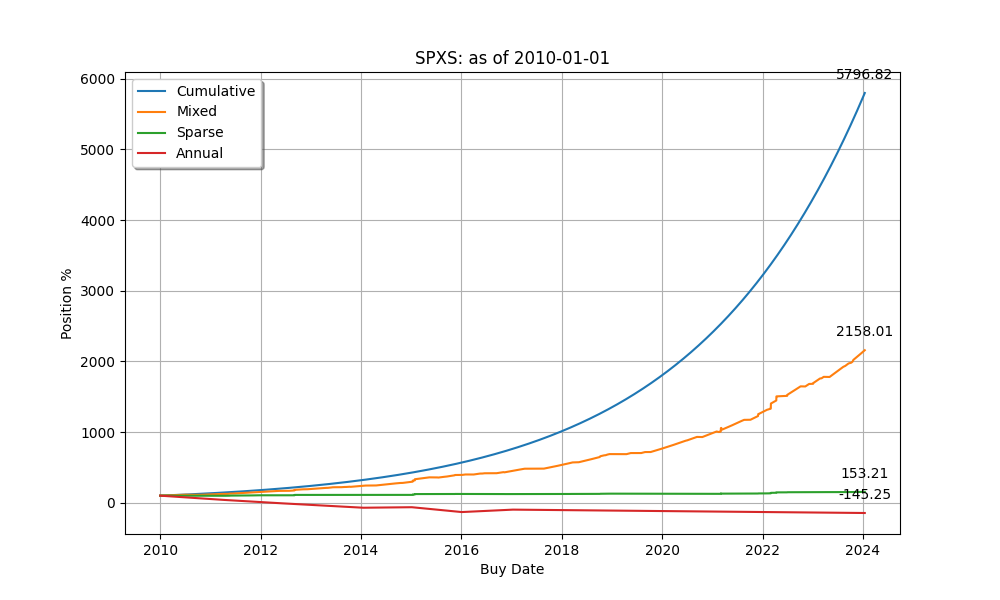 SPXS: as of 2010-01-01
5796.82
2158.01
153.21
-145.25
Cumulative
Mixed
Sparse
Annual
Position %
6000
5000
4000
3000
2000
1000
0
2010 2012 2014 2016 2018 2020 2022 2024
Buy Date